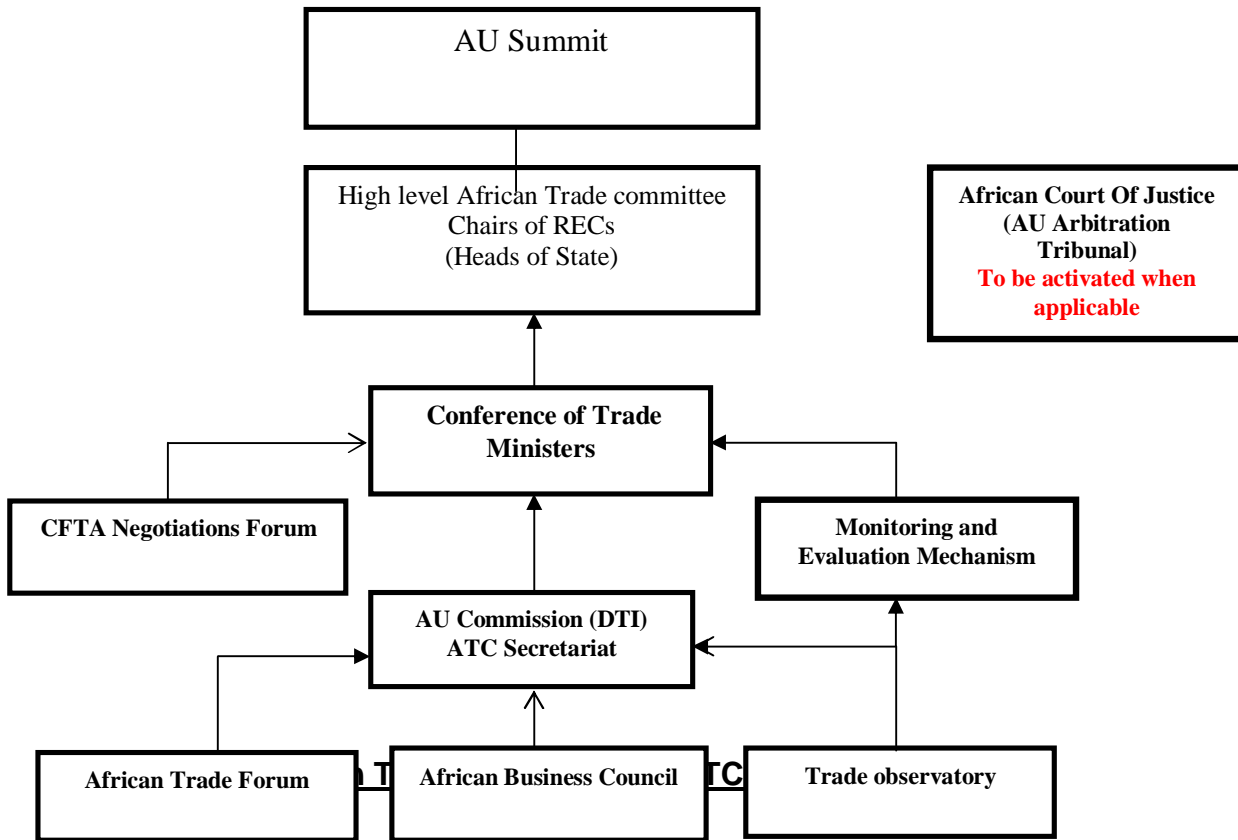 AU Summit
High level African Trade committee
Chairs of RECs
(Heads of State)
African Court Of Justice
(AU Arbitration
Tribunal)
To be activated when
applicable
Conference of Trade
Ministers
CFTA Negotiations Forum
Monitoring and
Evaluation Mechanism
AU Commission (DTI)
ATC Secretariat
African Trade Forum
African Business Council
Trade observatory